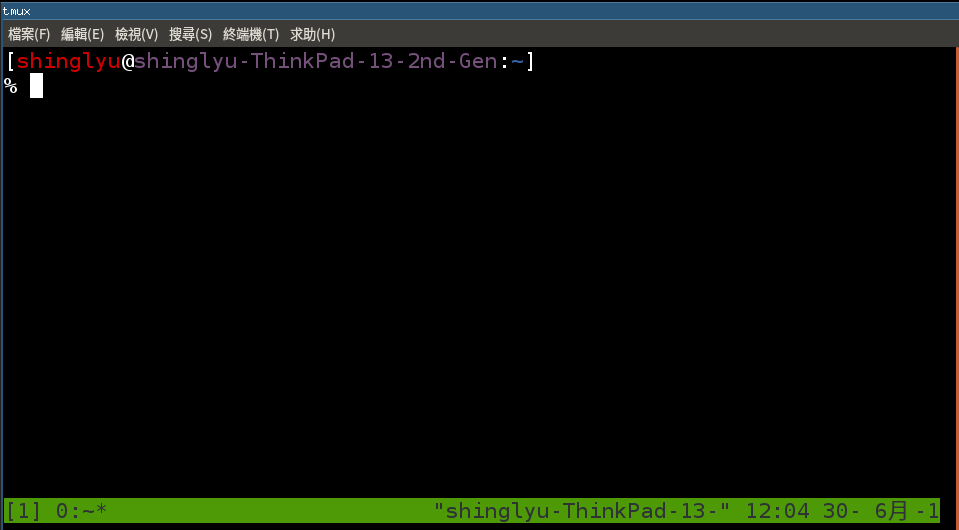 tmux
檔案(F) 編輯(E) 檢視(V) 搜尋(S) 終端機(T) 求助(H)
[shinglyu@shinglyu-ThinkPad-13-2nd-Gen:~]
%
[1] 0:~* "shinglyu-ThinkPad-13-" 12:04 30- 6月 -1